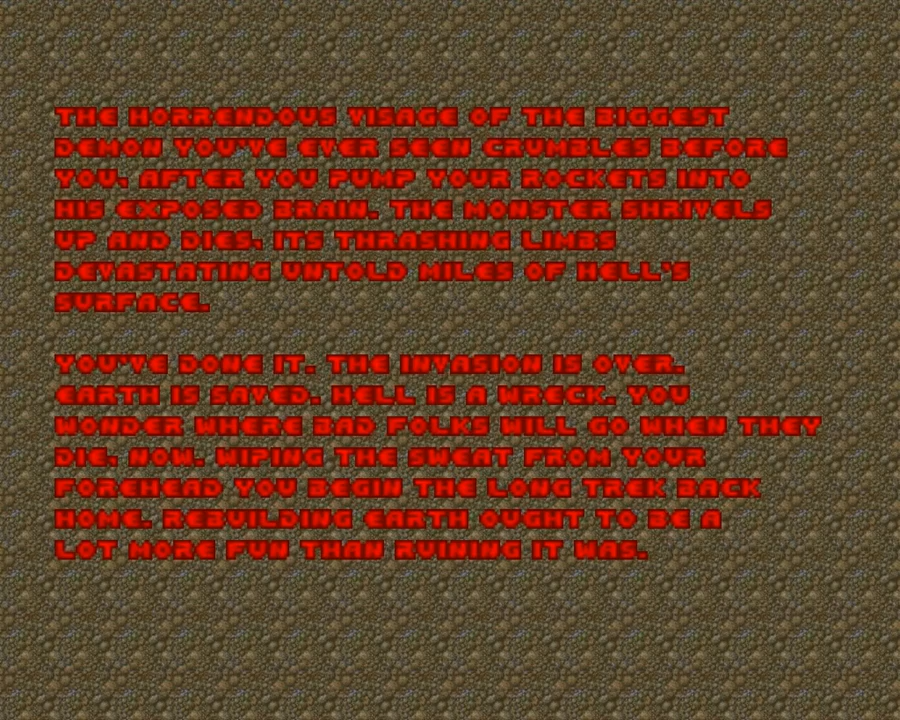 THE HORRENDOUS VISAGE OF THE BIGGEST
DEMON YOU'VE EVER SEEN CRUMBLES BEFORE
YOU, AFTER YOU PUMP YOUR ROCKETS INTO
HIS EXPOSED BRAIN. THE MONSTER SHRIVELS
UP AND DIES, ITS THRASHING LIMBS
DEVASTATING UNTOLD MILES OF HELL'S
SURFACE.

YOU'VE DONE IT. THE INVASION IS OVER.
EARTH IS SAVED. HELL IS A WRECK. YOU
WONDER WHERE BAD FOLKS WILL GO WHEN THEY
DIE, NOW. WIPING THE SWEAT FROM YOUR
FOREHEAD YOU BEGIN THE LONG TREK BACK
HOME. REBUILDING EARTH OUGHT TO BE A
LOT MORE FUN THAN RUINING IT WAS.